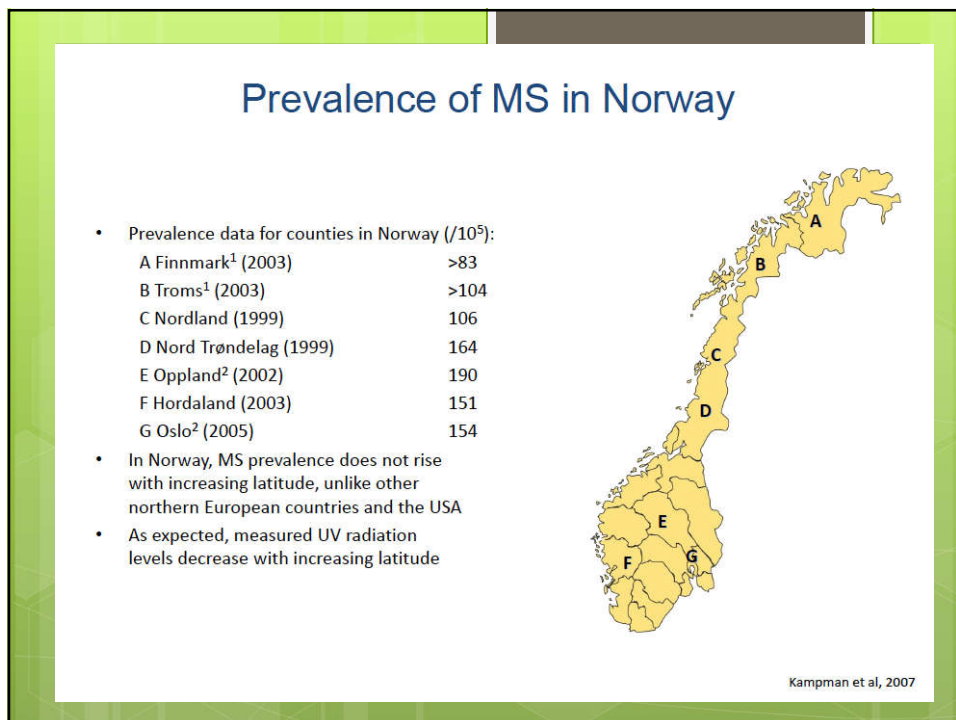 Prevalence of MS in Norway
• Prevalence data for counties in Norway (/10⁵):
A Finnmark¹ (2003) >83
B Troms¹ (2003) >104
C Nordland (1999) 106
D Nord Trøndelag (1999) 164
E Oppland² (2002) 190
F Hordaland (2003) 151
G Oslo² (2005) 154
• In Norway, MS prevalence does not rise
with increasing latitude, unlike other
northern European countries and the USA
• As expected, measured UV radiation
levels decrease with increasing latitude
A
B
C
D
E
F
G
Kampman et al, 2007